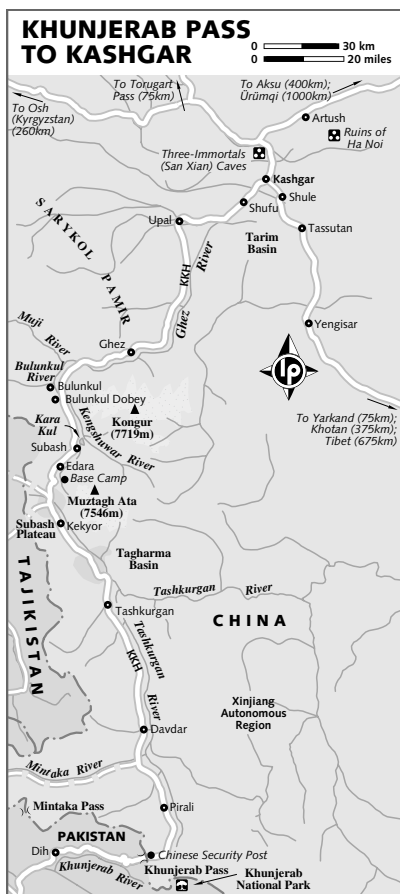 KHUNJERAB PASS
TO KASHGAR
0 30 km
0 20 miles
To Torugart
Pass (75km)
To Aksu (400km);
Ürümqi (1000km)
To Osh
(Kyrgyzstan)
(260km)
Artush
Ruins of
Ha Noi
Three-Immortals
(San Xian) Caves
Kashgar
Shufu
Shule
Upal
Tassutan
Tarim
Basin
SARYKOL PAMIR
KKH
Ghez River
Muji River
Ghez
Yengisar
lp
Bulunkul
River
Bulunkul
Bulunkul Dobey
Kongur
(7719m)
To Yarkand (75km);
Khotan (375km);
Tibet (675km)
Kara
Kul
Kengshuwar River
Subash
Edara
Base Camp
Muztagh Ata
(7546m)
Subash
Plateau
Kekyor
Tagharma
Basin
TAJIKISTAN
Tashkurgan River
Tashkurgan
CHINA
KKH
Tashkurgan River
Xinjiang
Autonomous
Region
Davdar
Mintaka River
Mintaka Pass
Pirali
PAKISTAN
Dih
Chinese Security Post
Khunjerab River
Khunjerab Pass
Khunjerab
National Park